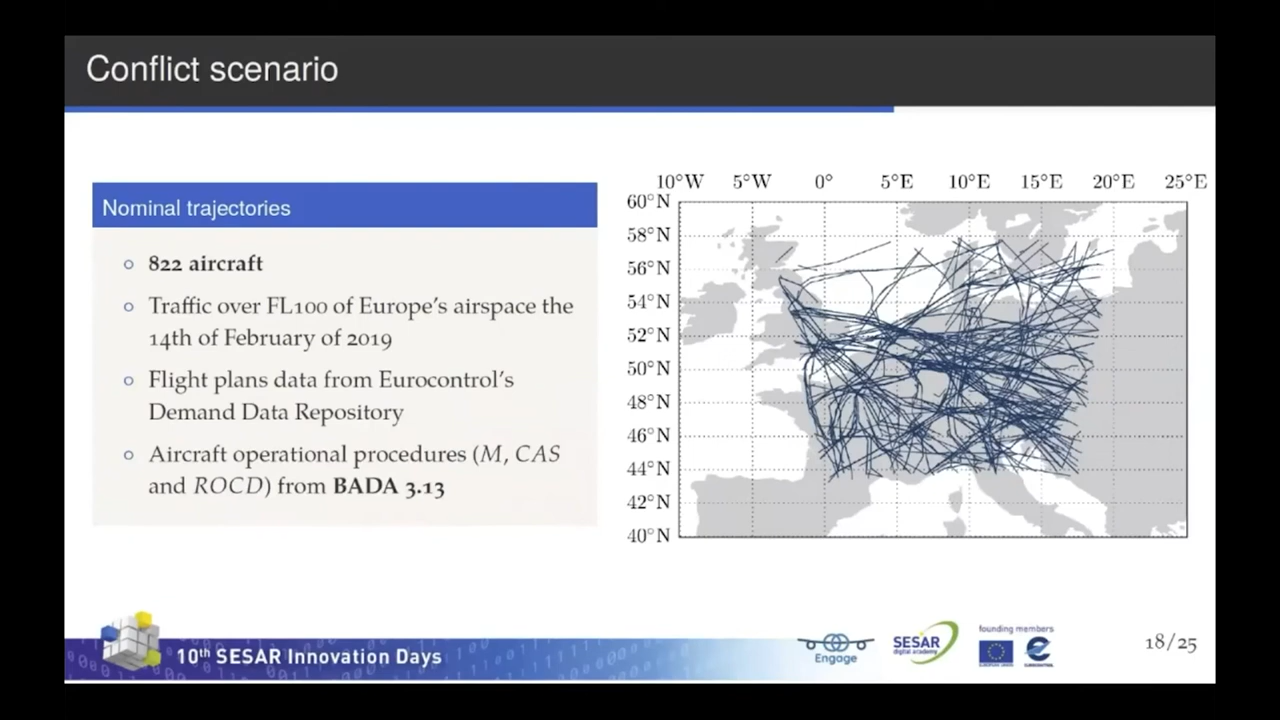 Conflict scenario
Nominal trajectories
822 aircraft
Traffic over FL100 of Europe's airspace the
14th of February of 2019
Flight plans data from Eurocontrol's
Demand Data Repository
Aircraft operational procedures (M, CAS
and ROCD) from BADA 3.13
10°W 5°W 0° 5°E 10°E 15°E 20°E 25°E
60°N
58°N
56°N
54°N
52°N
50°N
48°N
46°N
44°N
42°N
40°N
10th SESAR Innovation Days
Engage
SESAR
digital academy
founding members
EUROPEAN UNION
EUROCONTROL
18/25